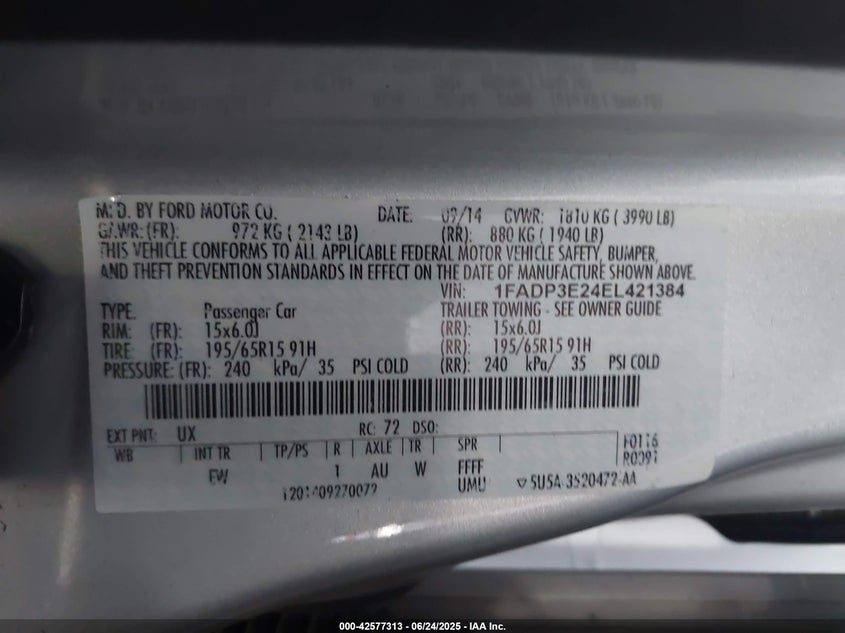 M.D. BY FORD MOTOR CO. DATE: 09/14 GVWR: 1810 KG ( 3990 LB)
GAWR: (FR): 972 KG ( 2143 LB) (RR): 880 KG ( 1940 LB)
THIS VEHICLE CONFORMS TO ALL APPLICABLE FEDERAL MOTOR VEHICLE SAFETY, BUMPER,
AND THEFT PREVENTION STANDARDS IN EFFECT ON THE DATE OF MANUFACTURE SHOWN ABOVE.
VIN: 1FADP3E24EL421384
TYPE. Passenger Car TRAILER TOWING - SEE OWNER GUIDE
RIM: (FR): 15x6.0J (RR): 15x6.0J
TIRE: (FR): 195/65R15 91H (RR): 195/65R15 91H
PRESSURE: (FR): 240 kPa/ 35 PSI COLD (RR): 240 kPa/ 35 PSI COLD
EXT PNT: UX RC: 72 DSO:
WB INT TR TP/PS R AXLE TR SPR
FW 1 AU W FFFF
UMU
F0116
R0091
000-42577313 - 06/24/2025 - IAA Inc.